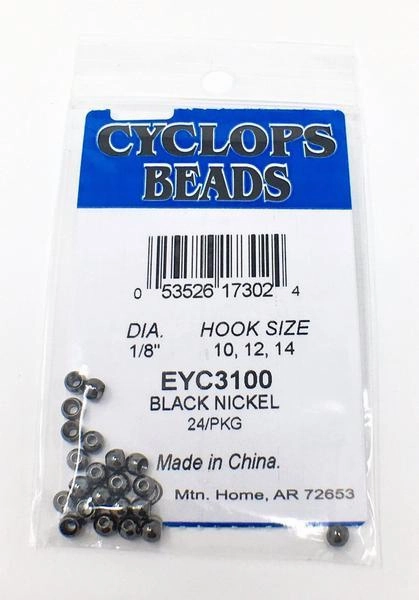 CYCLOPS
BEADS
0 53526 17302 4
DIA. HOOK SIZE
1/8" 10, 12, 14
EYC3100
BLACK NICKEL
24/PKG
Made in China.
Mtn. Home, AR 72653